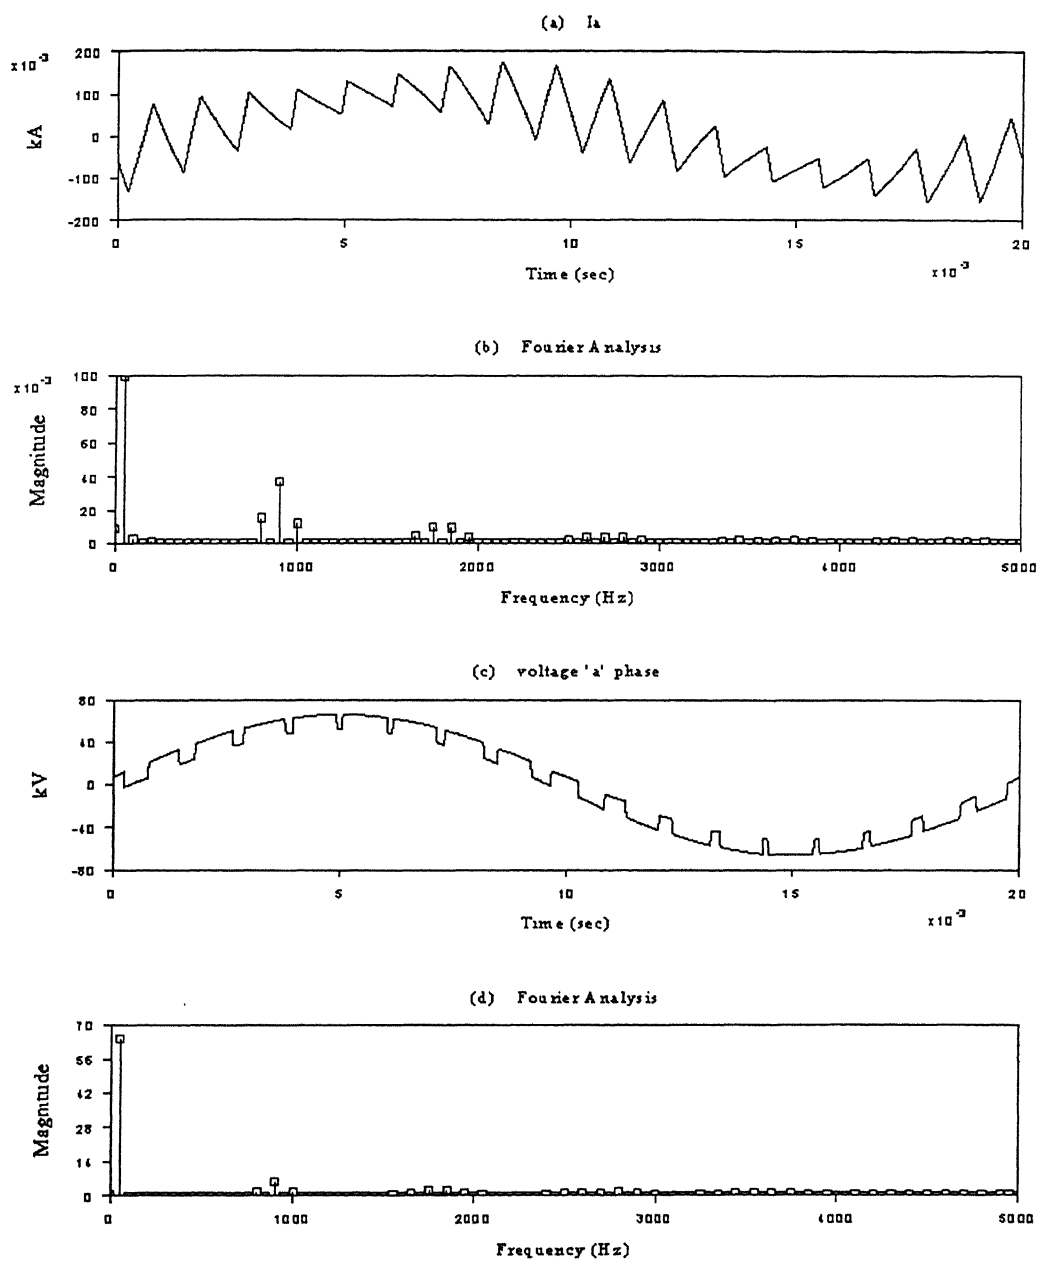 (a) Ia
x10⁻³
200
100
0
-100
-200
kA
0 5 10 15 20
Time (sec)
x10⁻³
(b) Fourier Analysis
x10⁻³
100
80
60
40
20
0
Magnitude
0 1000 2000 3000 4000 5000
Frequency (Hz)
(c) voltage 'a' phase
80
40
0
-40
-80
kV
0 5 10 15 20
Time (sec)
x10⁻³
(d) Fourier Analysis
70
56
42
28
14
0
Magnitude
0 1000 2000 3000 4000 5000
Frequency (Hz)